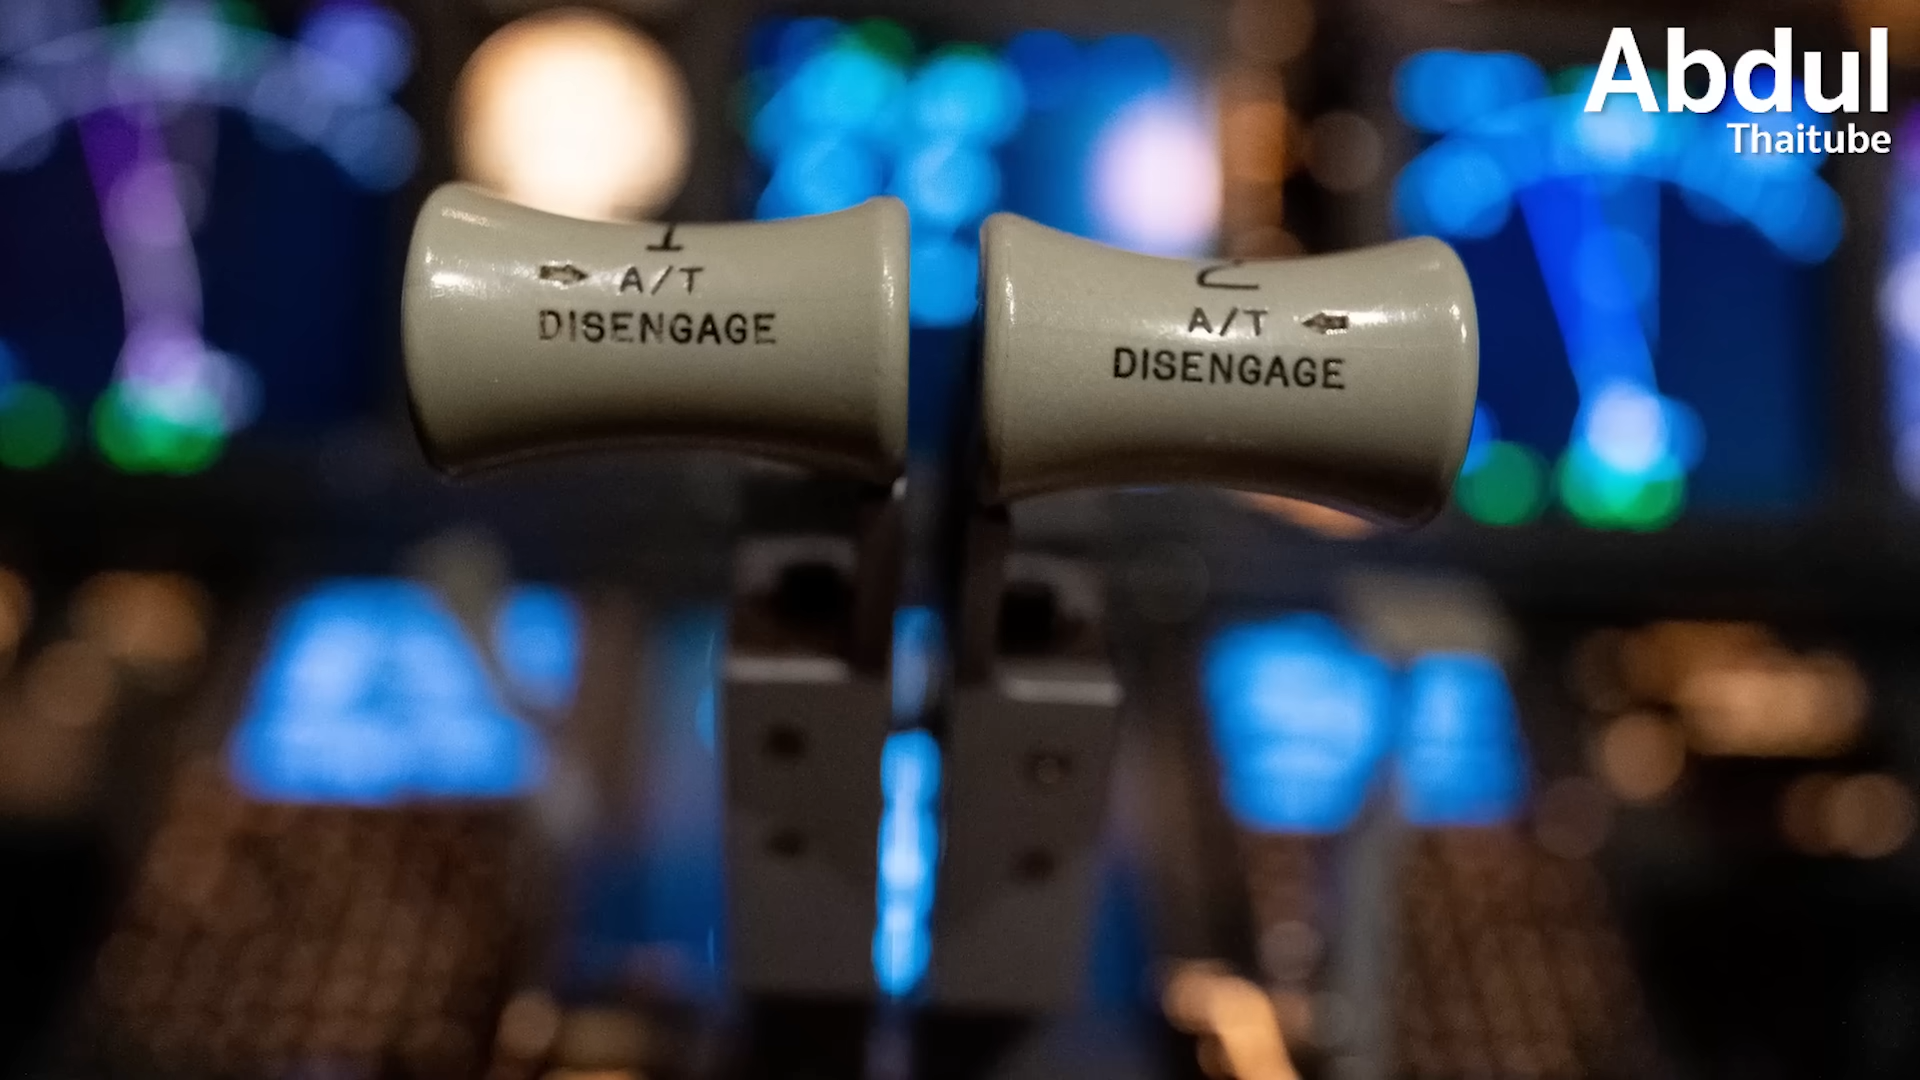 Abdul
Thaitube
1
A/T
DISENGAGE
2
A/T
DISENGAGE